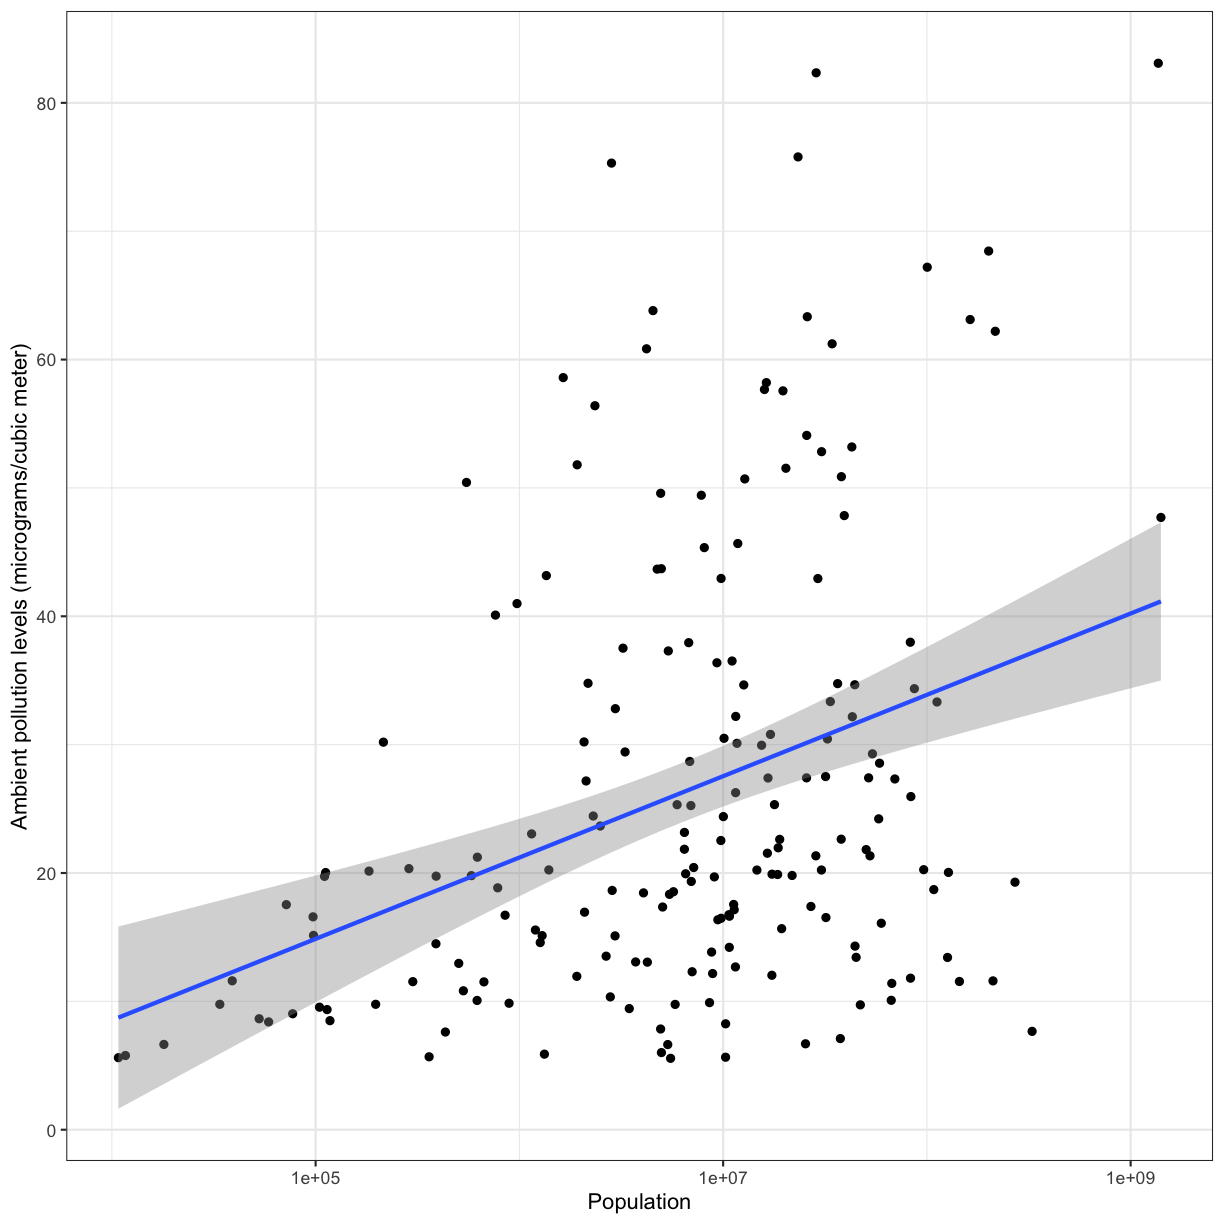 80
60
40
20
0
Ambient pollution levels (micrograms/cubic meter)
1e+05
1e+07
1e+09
Population